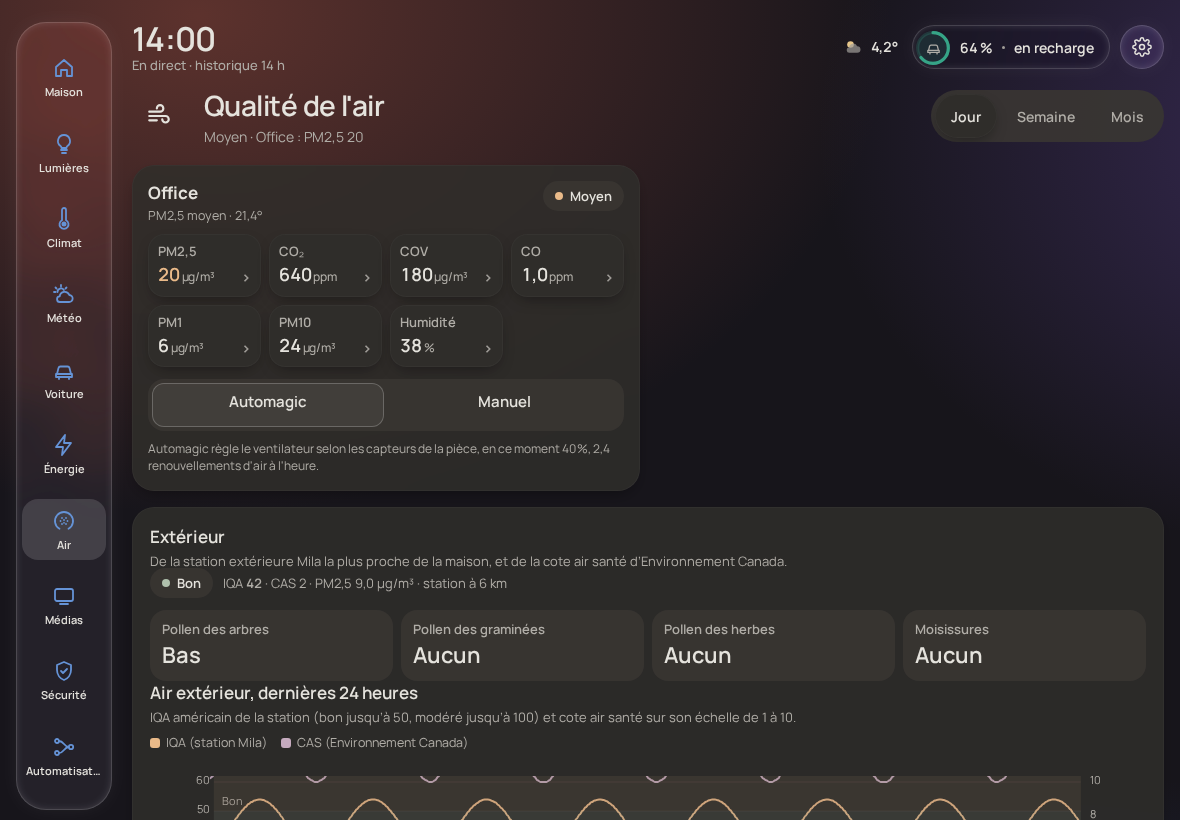 14:00
En direct · historique 14 h
4,2°
64 % · en recharge
Maison
Lumières
Climat
Météo
Voiture
Énergie
Air
Médias
Sécurité
Automatisat…
Qualité de l'air
Moyen · Office : PM2,5 20
Jour
Semaine
Mois
Office
Moyen
PM2,5 moyen · 21,4°
PM2,5
20 µg/m³
CO₂
640 ppm
COV
180 µg/m³
CO
1,0 ppm
PM1
6 µg/m³
PM10
24 µg/m³
Humidité
38 %
Automagic
Manuel
Automagic règle le ventilateur selon les capteurs de la pièce, en ce moment 40 %, 2,4
renouvellements d'air à l'heure.
Extérieur
De la station extérieure Mila la plus proche de la maison, et de la cote air santé d'Environnement Canada.
Bon
IQA 42 · CAS 2 · PM2,5 9,0 µg/m³ · station à 6 km
Pollen des arbres
Bas
Pollen des graminées
Aucun
Pollen des herbes
Aucun
Moisissures
Aucun
Air extérieur, dernières 24 heures
IQA américain de la station (bon jusqu'à 50, modéré jusqu'à 100) et cote air santé sur son échelle de 1 à 10.
IQA (station Mila)
CAS (Environnement Canada)
60
10
Bon
50
8